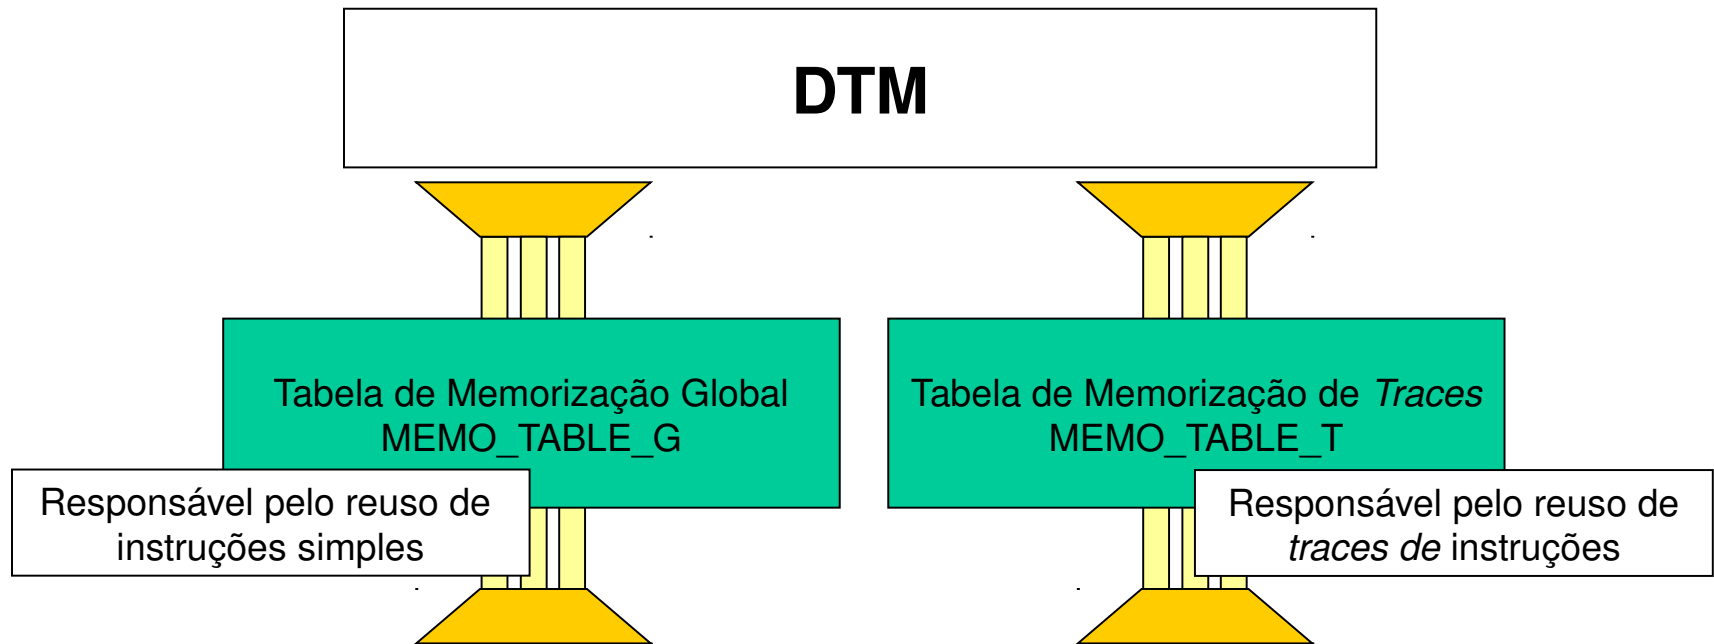 DTM
Tabela de Memorização Global
MEMO_TABLE_G
Responsável pelo reuso de
instruções simples
Tabela de Memorização de Traces
MEMO_TABLE_T
Responsável pelo reuso de
traces de instruções